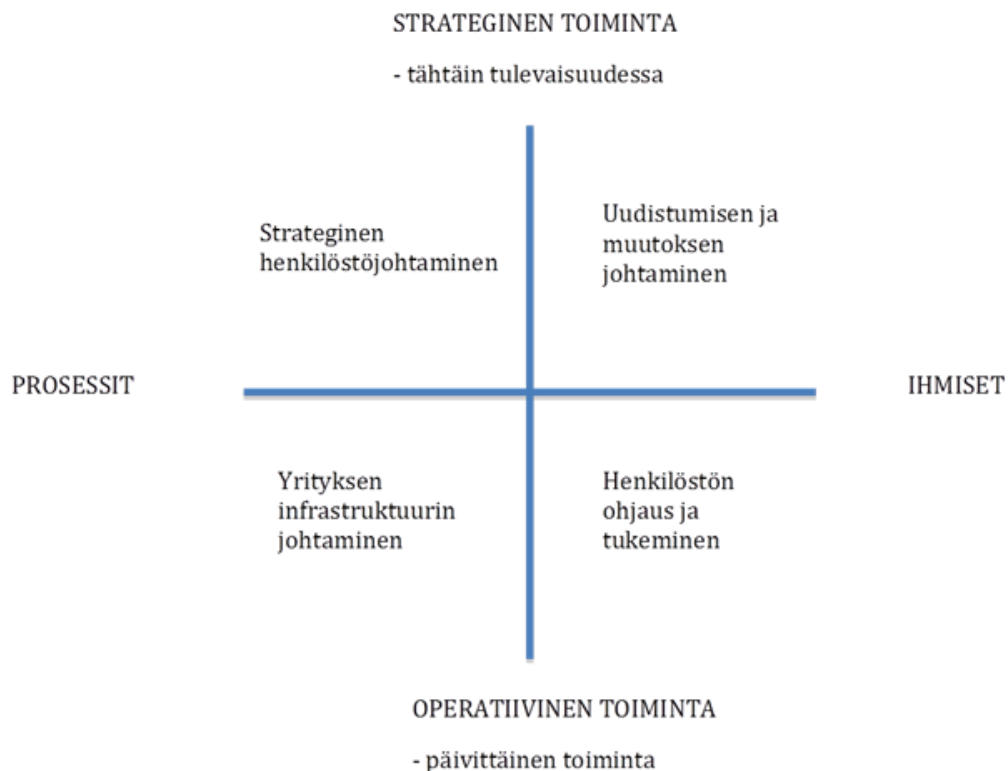 STRATEGINEN TOIMINTA
- tähtäin tulevaisuudessa
Strateginen
henkilöstöjohtaminen
Uudistumisen ja
muutoksen
johtaminen
PROSESSIT
IHMISET
Yrityksen
infrastruktuurin
johtaminen
Henkilöstön
ohjaus ja
tukeminen
OPERATIIVINEN TOIMINTA
- päivittäinen toiminta